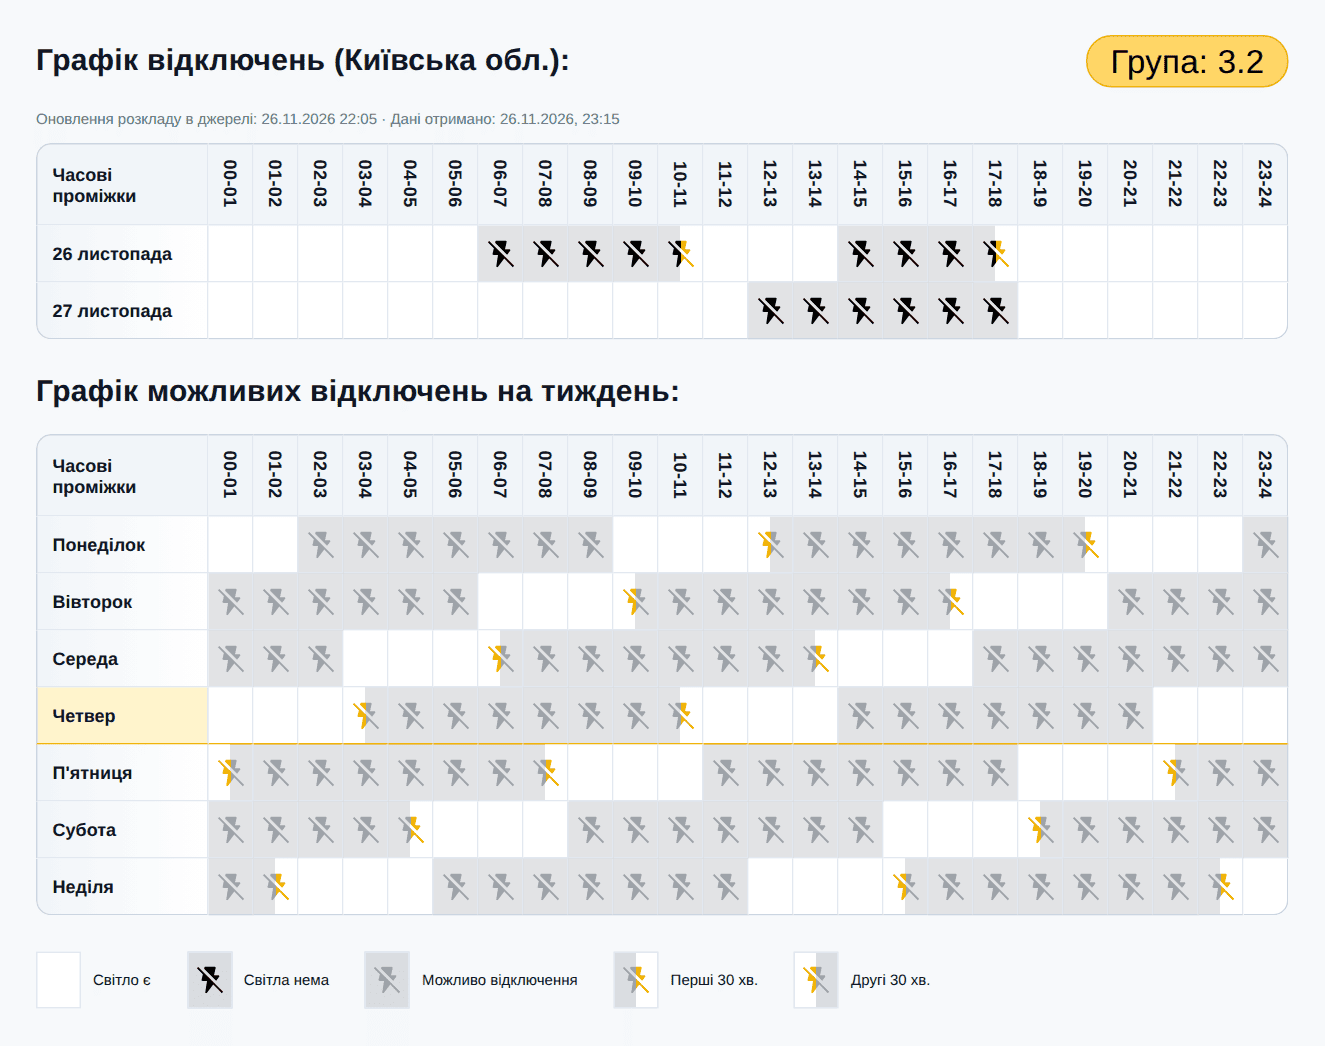 Графік відключень (Київська обл.):
Група: 3.2
Оновлення розкладу в джерелі: 26.11.2026 22:05 · Дані отримано: 26.11.2026, 23:15
Часові
проміжки
00-01 01-02 02-03 03-04 04-05 05-06 06-07 07-08 08-09 09-10 10-11 11-12 12-13 13-14 14-15 15-16 16-17 17-18 18-19 19-20 20-21 21-22 22-23 23-24
26 листопада
27 листопада
Графік можливих відключень на тиждень:
Часові
проміжки
00-01 01-02 02-03 03-04 04-05 05-06 06-07 07-08 08-09 09-10 10-11 11-12 12-13 13-14 14-15 15-16 16-17 17-18 18-19 19-20 20-21 21-22 22-23 23-24
Понеділок
Вівторок
Середа
Четвер
П'ятниця
Субота
Неділя
Світло є
Світла нема
Можливо відключення
Перші 30 хв.
Другі 30 хв.